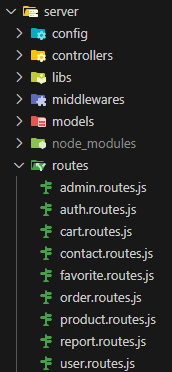 server
config
controllers
libs
middlewares
models
node_modules
routes
admin.routes.js
auth.routes.js
cart.routes.js
contact.routes.js
favorite.routes.js
order.routes.js
product.routes.js
report.routes.js
user.routes.js